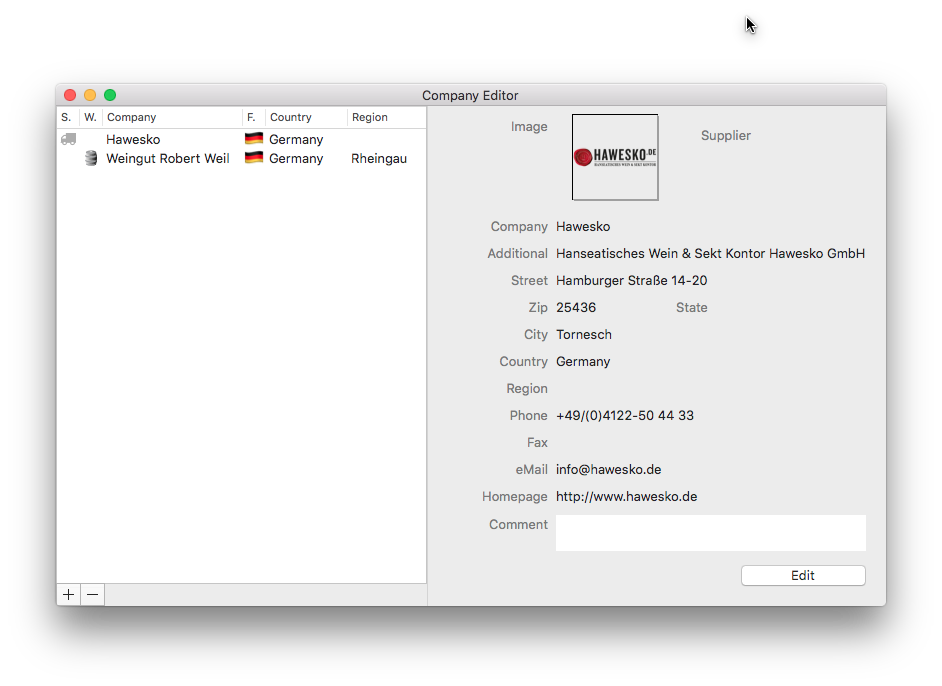 Company Editor
S. W. Company F. Country Region
Hawesko Germany
Weingut Robert Weil Germany Rheingau
Image
HAWESKO.DE
HANSEATISCHES WEIN & SEKT KONTOR
Supplier
Company Hawesko
Additional Hanseatisches Wein & Sekt Kontor Hawesko GmbH
Street Hamburger Straße 14-20
Zip 25436 State
City Tornesch
Country Germany
Region
Phone +49/(0)4122-50 44 33
Fax
eMail info@hawesko.de
Homepage http://www.hawesko.de
Comment
Edit
+ −